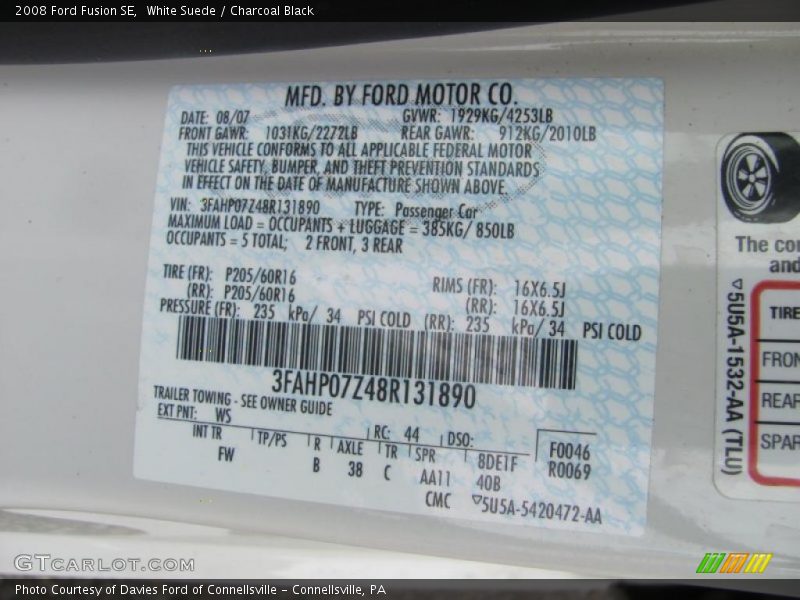 2008 Ford Fusion SE, White Suede / Charcoal Black
MFD. BY FORD MOTOR CO.
DATE: 08/07 GVWR: 1929KG/4253LB
FRONT GAWR: 1031KG/2272LB REAR GAWR: 912KG/2010LB
THIS VEHICLE CONFORMS TO ALL APPLICABLE FEDERAL MOTOR
VEHICLE SAFETY, BUMPER, AND THEFT PREVENTION STANDARDS
IN EFFECT ON THE DATE OF MANUFACTURE SHOWN ABOVE.
VIN: 3FAHP07Z48R131890 TYPE: Passenger Car
MAXIMUM LOAD = OCCUPANTS + LUGGAGE = 385KG/ 850LB
OCCUPANTS = 5 TOTAL; 2 FRONT, 3 REAR
TIRE (FR): P205/60R16 RIMS (FR): 16X6.5J
(RR): P205/60R16 (RR): 16X6.5J
PRESSURE (FR): 235 kPa/ 34 PSI COLD (RR): 235 kPa/ 34 PSI COLD
3FAHP07Z48R131890
TRAILER TOWING - SEE OWNER GUIDE
EXT PNT: WS RC: 44 DSO:
INT TR TP/PS R AXLE TR SPR 8DE1F F0046
FW B 38 C AA11 40B R0069
CMC ▽5U5A-5420472-AA
The co
and
▽5U5A-1532-AA (TLU)
TIRE
FRON
REAR
SPAR
GTCARLOT.COM
Photo Courtesy of Davies Ford of Connellsville - Connellsville, PA